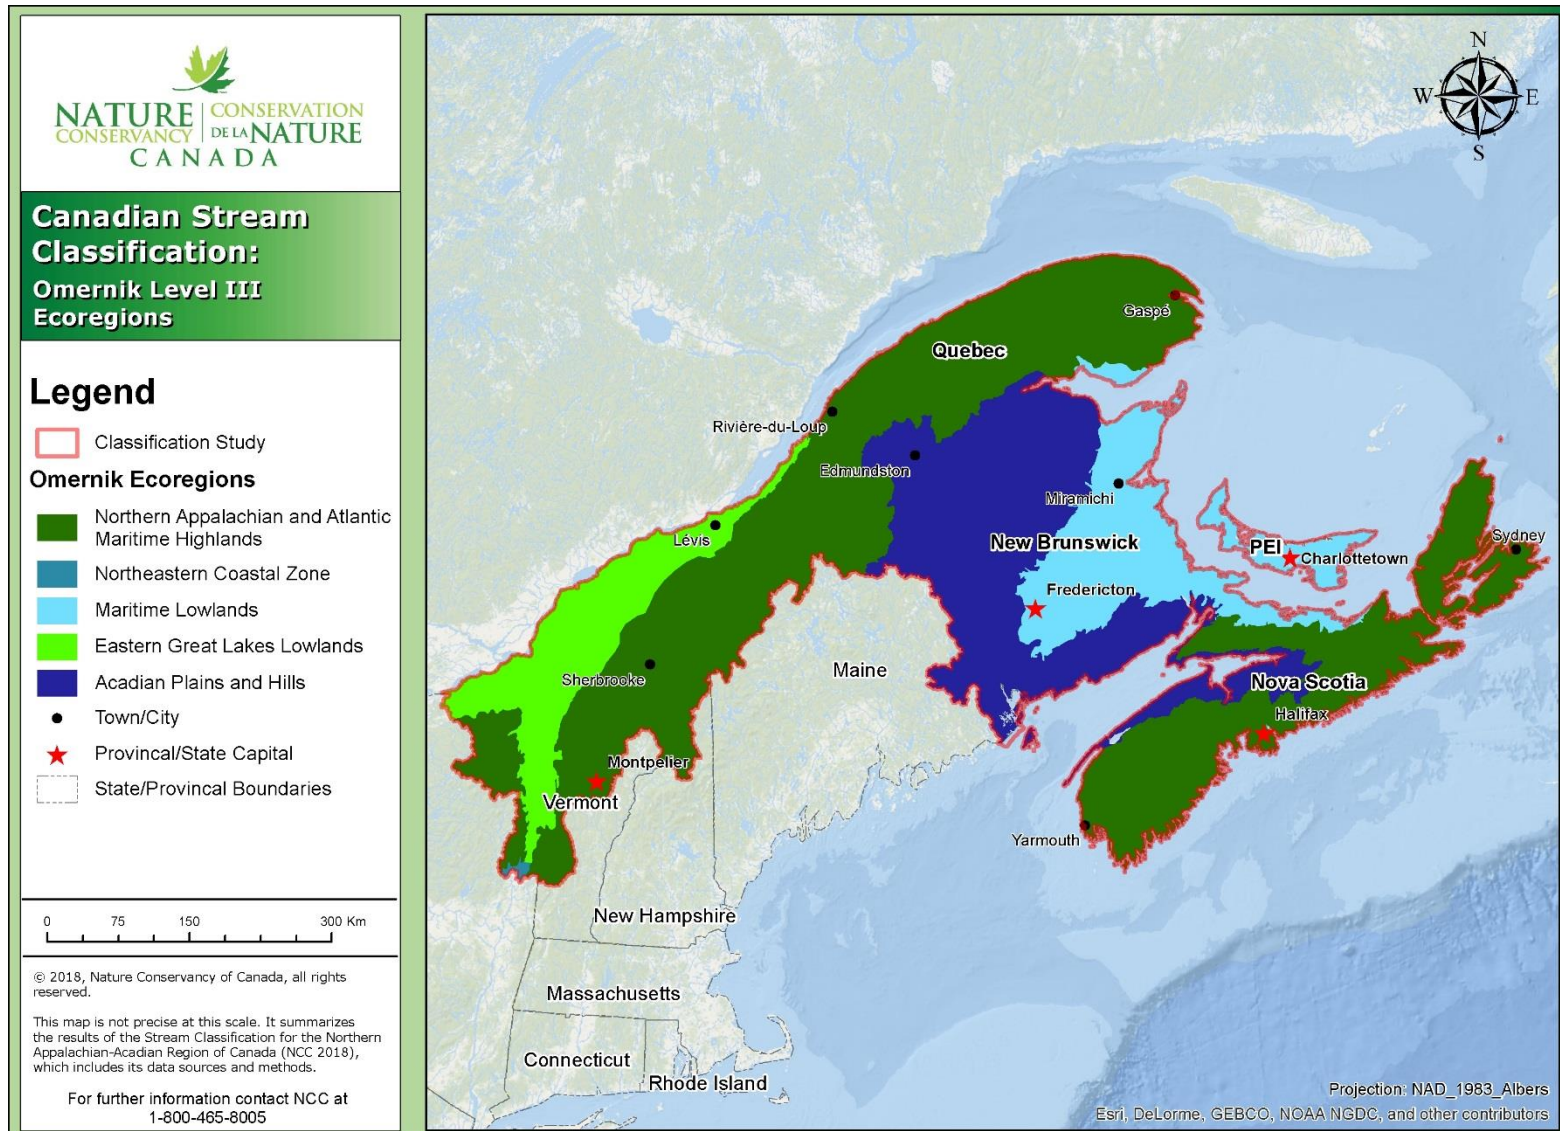 NATURE
CONSERVANCY
CONSERVATION
DE LA NATURE
CANADA
Canadian Stream
Classification:
Omernik Level III
Ecoregions
Legend
Classification Study
Omernik Ecoregions
Northern Appalachian and Atlantic
Maritime Highlands
Northeastern Coastal Zone
Maritime Lowlands
Eastern Great Lakes Lowlands
Acadian Plains and Hills
Town/City
Provincal/State Capital
State/Provincal Boundaries
0 75 150 300 Km
© 2018, Nature Conservancy of Canada, all rights
reserved.
This map is not precise at this scale. It summarizes
the results of the Stream Classification for the Northern
Appalachian-Acadian Region of Canada (NCC 2018),
which includes its data sources and methods.
For further information contact NCC at
1-800-465-8005
N
W E
S
Gaspé
Quebec
Rivière-du-Loup
Edmundston
Miramichi
Lévis
New Brunswick
PEI
Sydney
Charlottetown
Fredericton
Maine
Sherbrooke
Nova Scotia
Halifax
Montpelier
Vermont
Yarmouth
New Hampshire
Massachusetts
Connecticut
Rhode Island
Projection: NAD_1983_Albers
Esri, DeLorme, GEBCO, NOAA NGDC, and other contributors